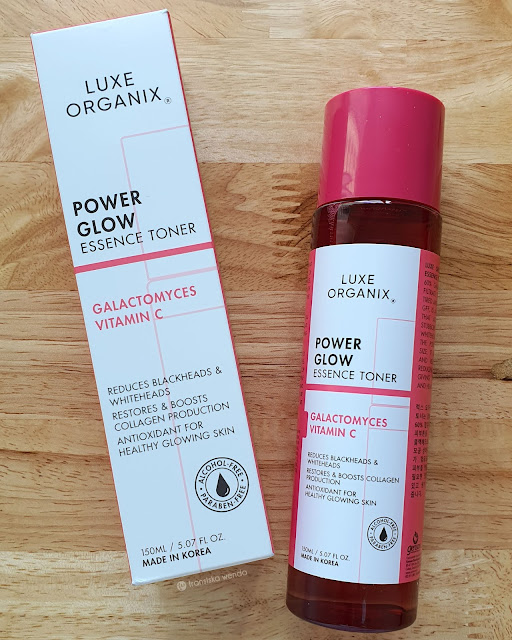 LUXE
ORGANIX®
POWER
GLOW
ESSENCE TONER
GALACTOMYCES
VITAMIN C
REDUCES BLACKHEADS &
WHITEHEADS
RESTORES & BOOSTS
COLLAGEN PRODUCTION
ANTIOXIDANT FOR
HEALTHY GLOWING SKIN
ALCOHOL-FREE
PARABEN-FREE
150ML / 5.07 FL OZ.
MADE IN KOREA
LUXE
ORGANIX®
POWER
GLOW
ESSENCE TONER
GALACTOMYCES
VITAMIN C
REDUCES BLACKHEADS &
WHITEHEADS
RESTORES & BOOSTS COLLAGEN
PRODUCTION
ANTIOXIDANT FOR
HEALTHY GLOWING SKIN
ALCOHOL-FREE
PARABEN-FREE
150ML / 5.07 FL OZ.
MADE IN KOREA